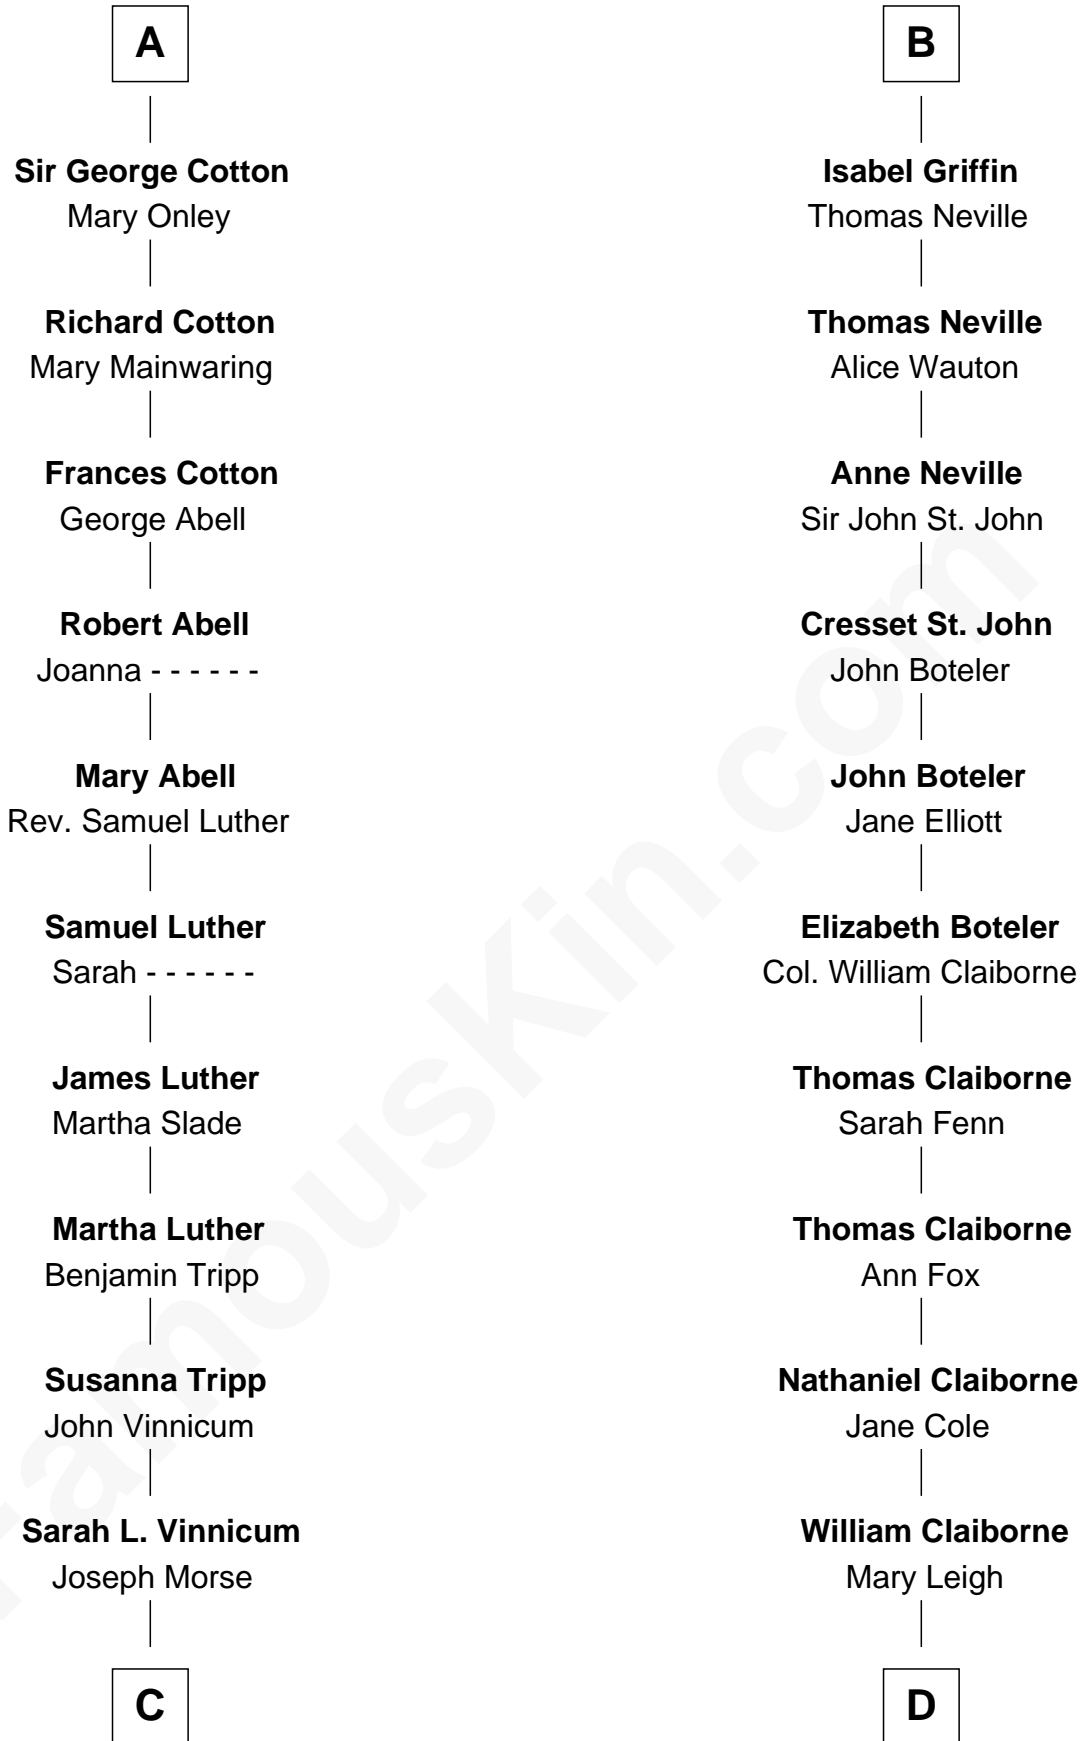 A
Sir George Cotton
Mary Onley
Richard Cotton
Mary Mainwaring
Frances Cotton
George Abell
Robert Abell
Joanna - - - - - -
Mary Abell
Rev. Samuel Luther
Samuel Luther
Sarah - - - - - -
James Luther
Martha Slade
Martha Luther
Benjamin Tripp
Susanna Tripp
John Vinnicum
Sarah L. Vinnicum
Joseph Morse
C
B
Isabel Griffin
Thomas Neville
Thomas Neville
Alice Wauton
Anne Neville
Sir John St. John
Cresset St. John
John Boteler
John Boteler
Jane Elliott
Elizabeth Boteler
Col. William Claiborne
Thomas Claiborne
Sarah Fenn
Thomas Claiborne
Ann Fox
Nathaniel Claiborne
Jane Cole
William Claiborne
Mary Leigh
D
FamousKin.com